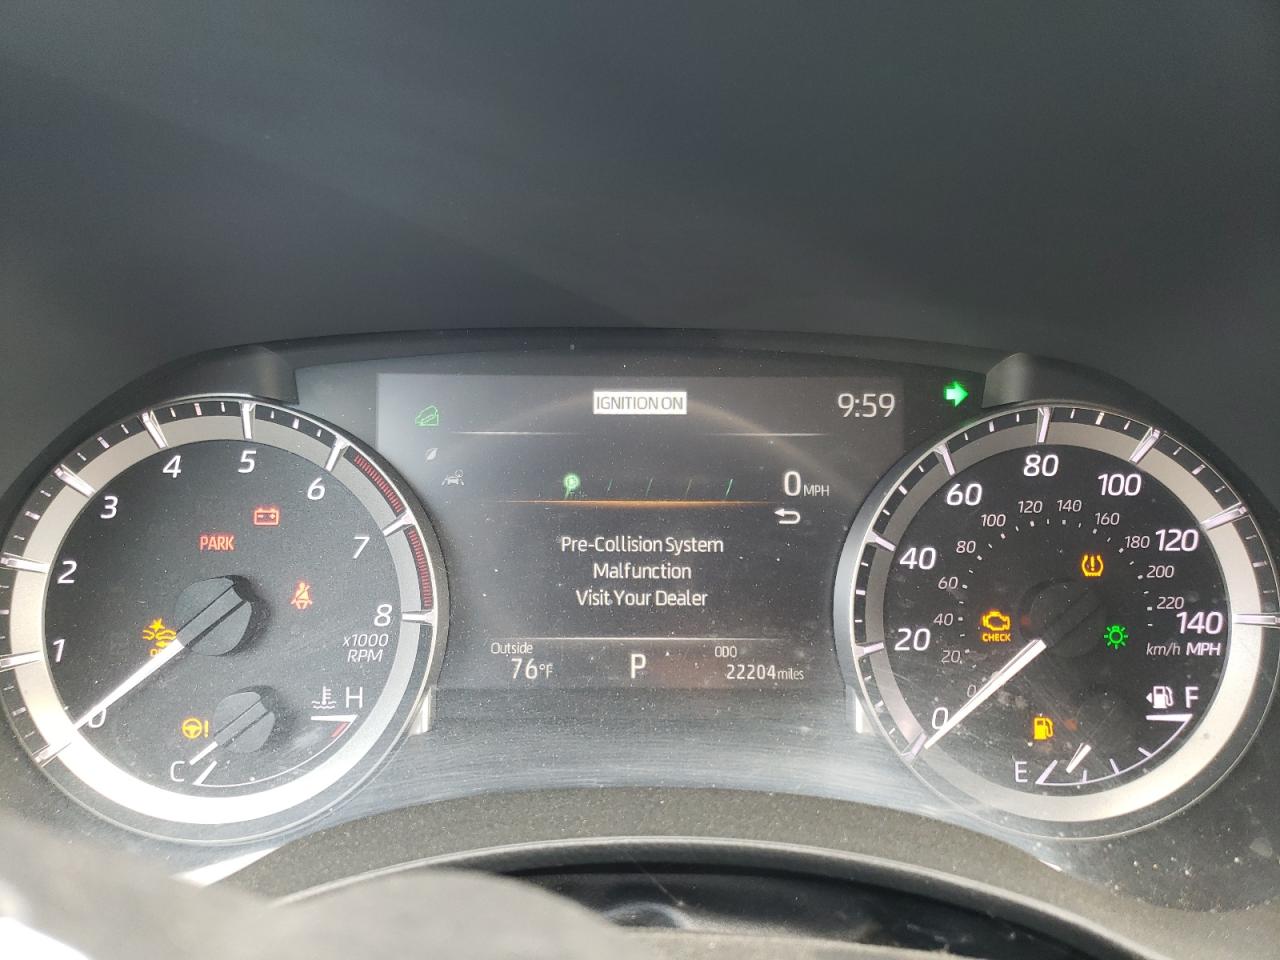 IGNITION ON
9:59
0 MPH
Pre-Collision System
Malfunction
Visit Your Dealer
Outside
76°F
P
ODO
22204 miles
0
1
2
3
4
5
6
7
8
x1000
RPM
PARK
C
H
0
20
40
60
80
100
120
140
km/h MPH
0
20
40
60
80
100
120
140
160
180
200
220
CHECK
E
F